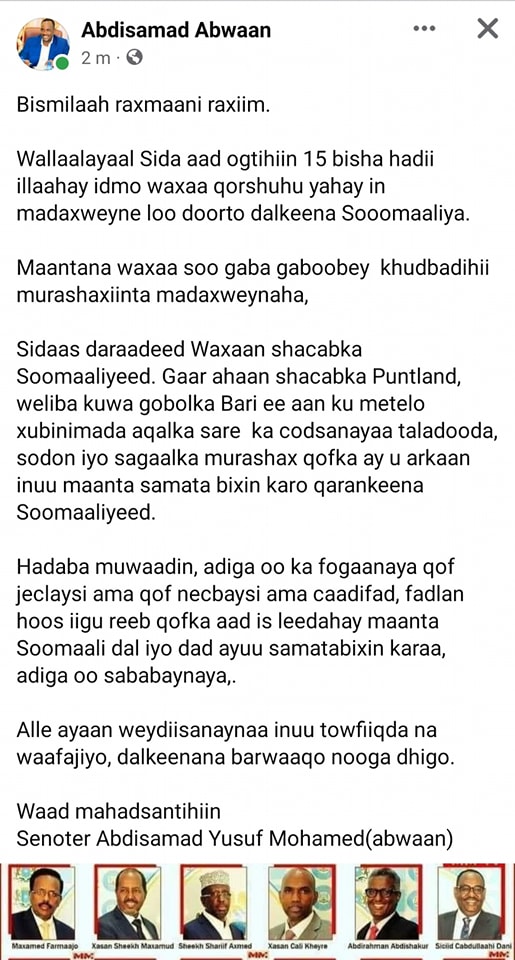 Abdisamad Abwaan
2 m ·
Bismilaah raxmaani raxiim.
Wallaalayaal Sida aad ogtihiin 15 bisha hadii
illaahay idmo waxaa qorshuhu yahay in
madaxweyne loo doorto dalkeena Sooomaaliya.
Maantana waxaa soo gaba gaboobey khudbadihii
murashaxiinta madaxweynaha,
Sidaas daraadeed Waxaan shacabka
Soomaaliyeed. Gaar ahaan shacabka Puntland,
weliba kuwa gobolka Bari ee aan ku metelo
xubinimada aqalka sare ka codsanayaa taladooda,
sodon iyo sagaalka murashax qofka ay u arkaan
inuu maanta samata bixin karo qarankeena
Soomaaliyeed.
Hadaba muwaadin, adiga oo ka fogaanaya qof
jeclaysi ama qof necbaysi ama caadifad, fadlan
hoos iigu reeb qofka aad is leedahay maanta
Soomaali dal iyo dad ayuu samatabixin karaa,
adiga oo sababaynaya,.
Alle ayaan weydiisanaynaa inuu towfiiqda na
waafajiyo, dalkeenana barwaaqo nooga dhigo.
Waad mahadsantihiin
Senoter Abdisamad Yusuf Mohamed(abwaan)
Maxamed Farmaajo Xasan Sheekh Maxamud Sheekh Shariif Axmed Xasan Cali Kheyre Abdirahman Abdishakur Siciid Cabdullaahi Dani
MM MM MM